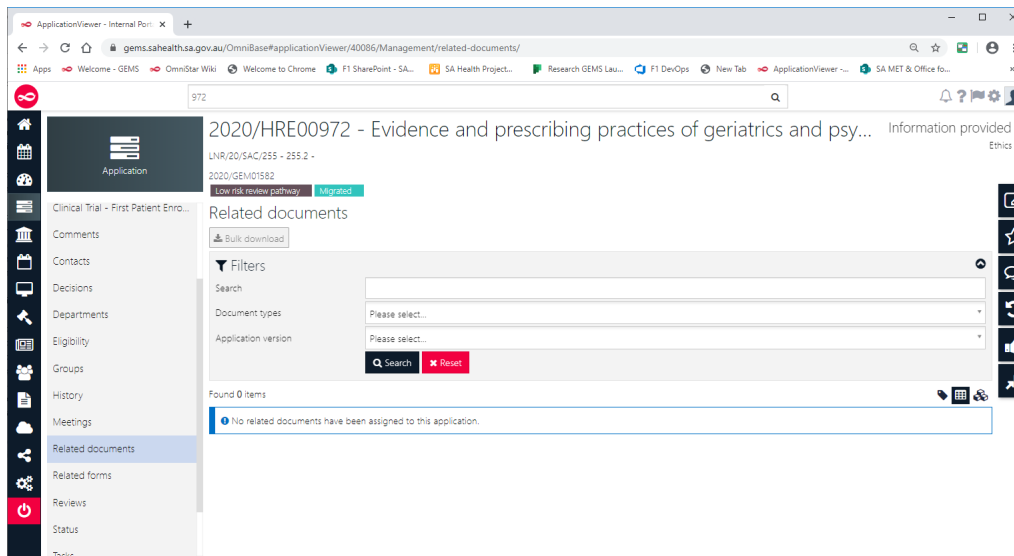 ApplicationViewer - Internal Port
gems.sahealth.sa.gov.au/OmniBase#applicationViewer/40086/Management/related-documents/
Apps Welcome - GEMS OmniStar Wiki Welcome to Chrome F1 SharePoint - SA... SA Health Project... Research GEMS Lau... F1 DevOps New Tab ApplicationViewer -... SA MET & Office fo...
972
Application
2020/HRE00972 - Evidence and prescribing practices of geriatrics and psy...
Information provided
Ethics
LNR/20/SAC/255 - 255.2 -
2020/GEM01582
Low risk review pathway Migrated
Clinical Trial - First Patient Enro...
Comments
Contacts
Decisions
Departments
Eligibility
Groups
History
Meetings
Related documents
Related forms
Reviews
Status
Tasks
Related documents
Bulk download
Filters
Search
Document types Please select...
Application version Please select...
Search Reset
Found 0 items
No related documents have been assigned to this application.